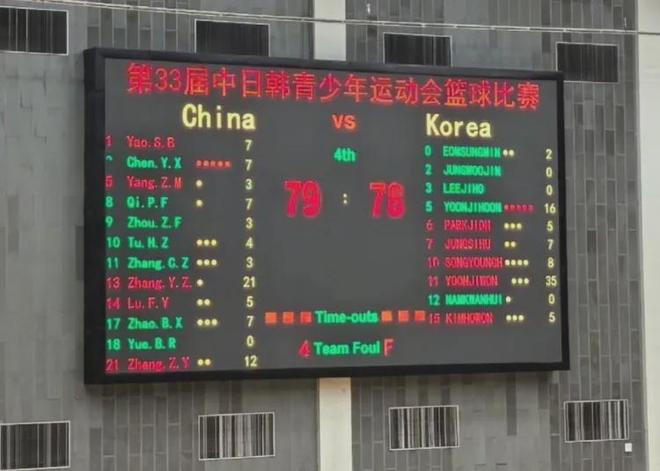 第33届中日韩青少年运动会篮球比赛
China vs Korea
4th
79 : 78
1 Yao.S.B 7
Chen.Y.X 7
5 Yang.Z.M 3
8 Qi.P.F 7
9 Zhou.Z.F 3
10 Tu.H.Z 4
11 Zhang.C.Z 3
13 Zhang.Y.Z. 21
14 Lu.F.Y 5
17 Zhao.B.X 7
18 Yue.B.R 0
21 Zhang.Z.Y 12
0 EOMSUNGMIN 2
2 JUNGWOOJIN 0
3 LEEJIHO 0
5 YOONJIHOON 16
6 PARKJIOH 5
7 JUNGSIHU 7
10 SONGYOUNGH 8
11 YOONJIWON 35
12 NAMKWANHUI 0
15 KIMHOWON 5
Time-outs
4 Team Foul F